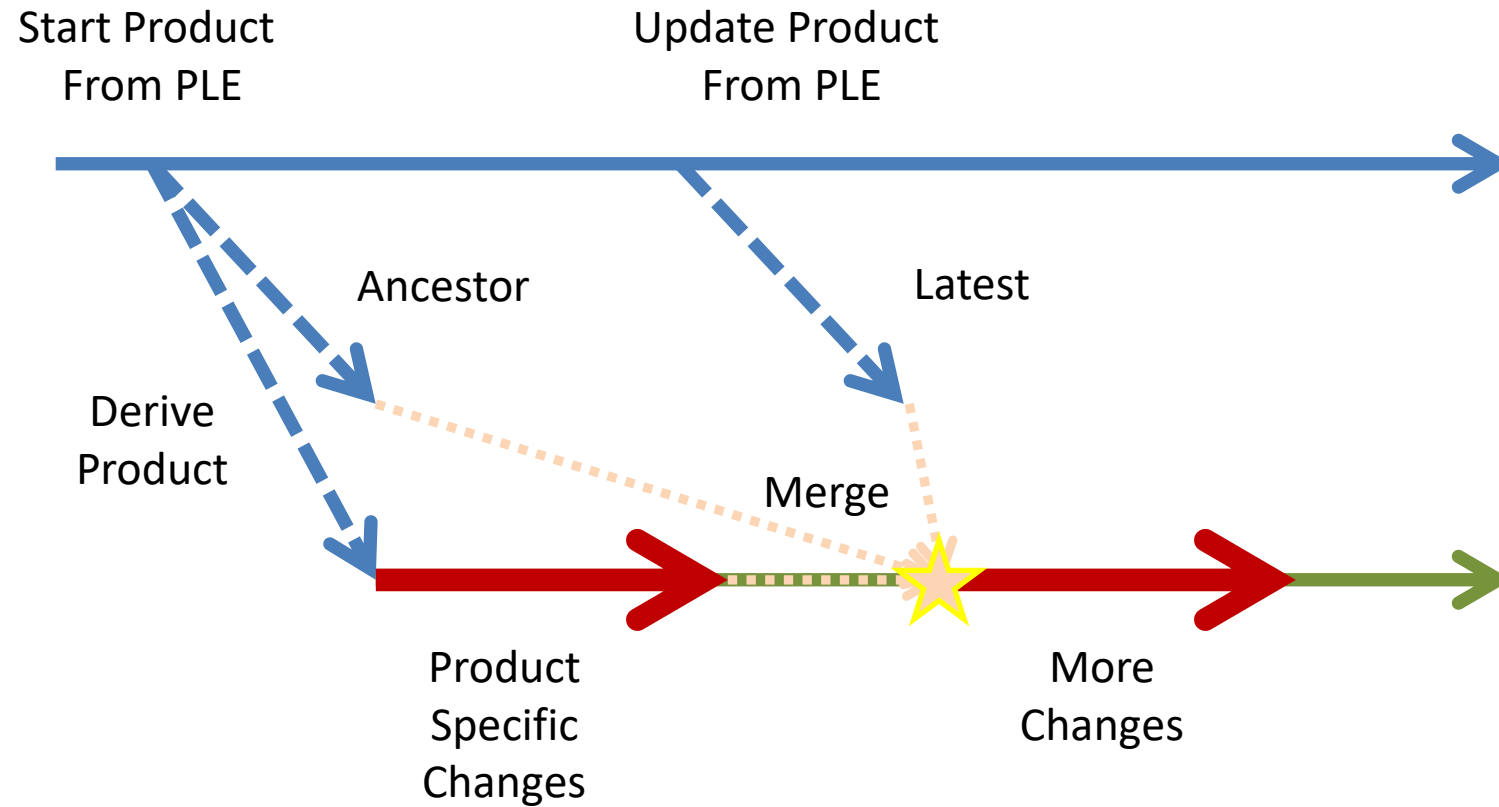 Start Product
From PLE
Update Product
From PLE
Ancestor
Latest
Derive
Product
Merge
Product
Specific
Changes
More
Changes